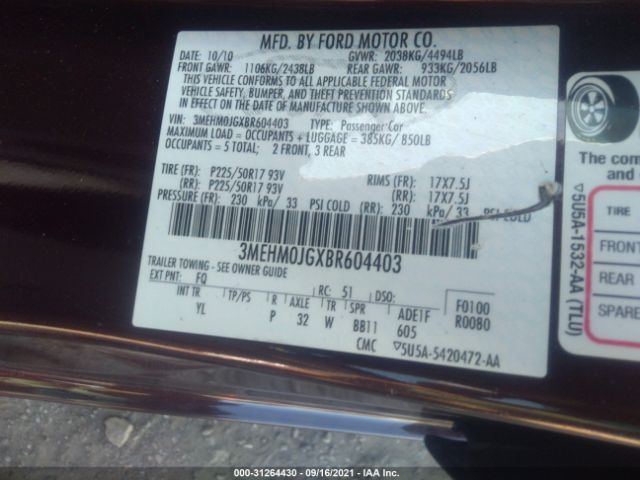 MFD. BY FORD MOTOR CO.
DATE: 10/10 GVWR: 2038KG/4494LB
FRONT GAWR: 1106KG/2438LB REAR GAWR: 933KG/2056LB
THIS VEHICLE CONFORMS TO ALL APPLICABLE FEDERAL MOTOR
VEHICLE SAFETY, BUMPER, AND THEFT PREVENTION STANDARDS
IN EFFECT ON THE DATE OF MANUFACTURE SHOWN ABOVE.
VIN: 3MEHM0JGXBR604403 TYPE: Passenger Car
MAXIMUM LOAD = OCCUPANTS + LUGGAGE = 385KG/ 850LB
OCCUPANTS = 5 TOTAL; 2 FRONT, 3 REAR
TIRE (FR): P225/50R17 93V RIMS (FR): 17X7.5J
(RR): P225/50R17 93V (RR): 17X7.5J
PRESSURE (FR): 230 kPa/ 33 PSI COLD (RR): 230 kPa/ 33 PSI COLD
3MEHM0JGXBR604403
TRAILER TOWING - SEE OWNER GUIDE
EXT PNT: FQ RC: 51 DSO:
INT TR TP/PS R AXLE TR SPR ADE1F F0100
YL P 32 W BB11 605 R0080
CMC ▽5U5A-5420472-AA
The com
TIRE
FRONT
REAR
SPARE
▽5U5A-1532-AA (TLU)
000-31264430 - 09/16/2021 - IAA Inc.